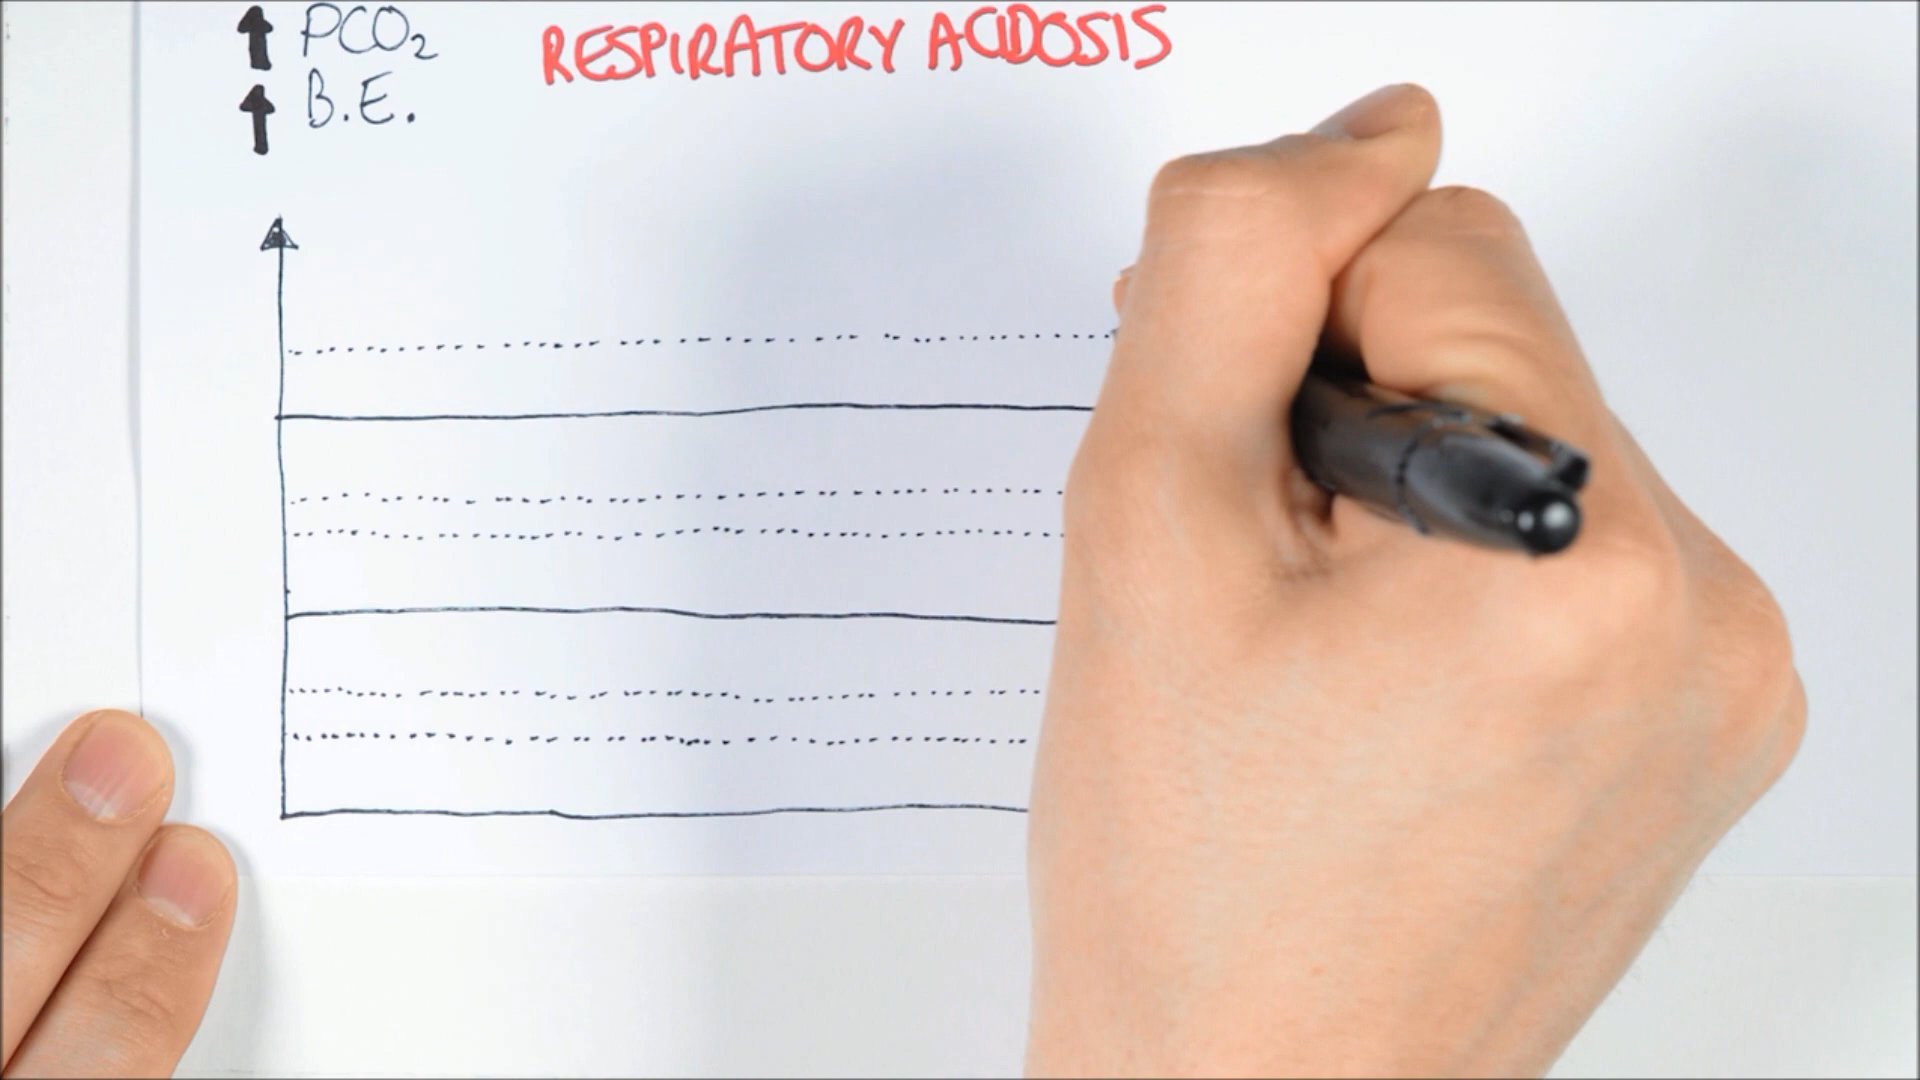 ↑ PCO₂
RESPIRATORY ACIDOSIS
↑ B.E.